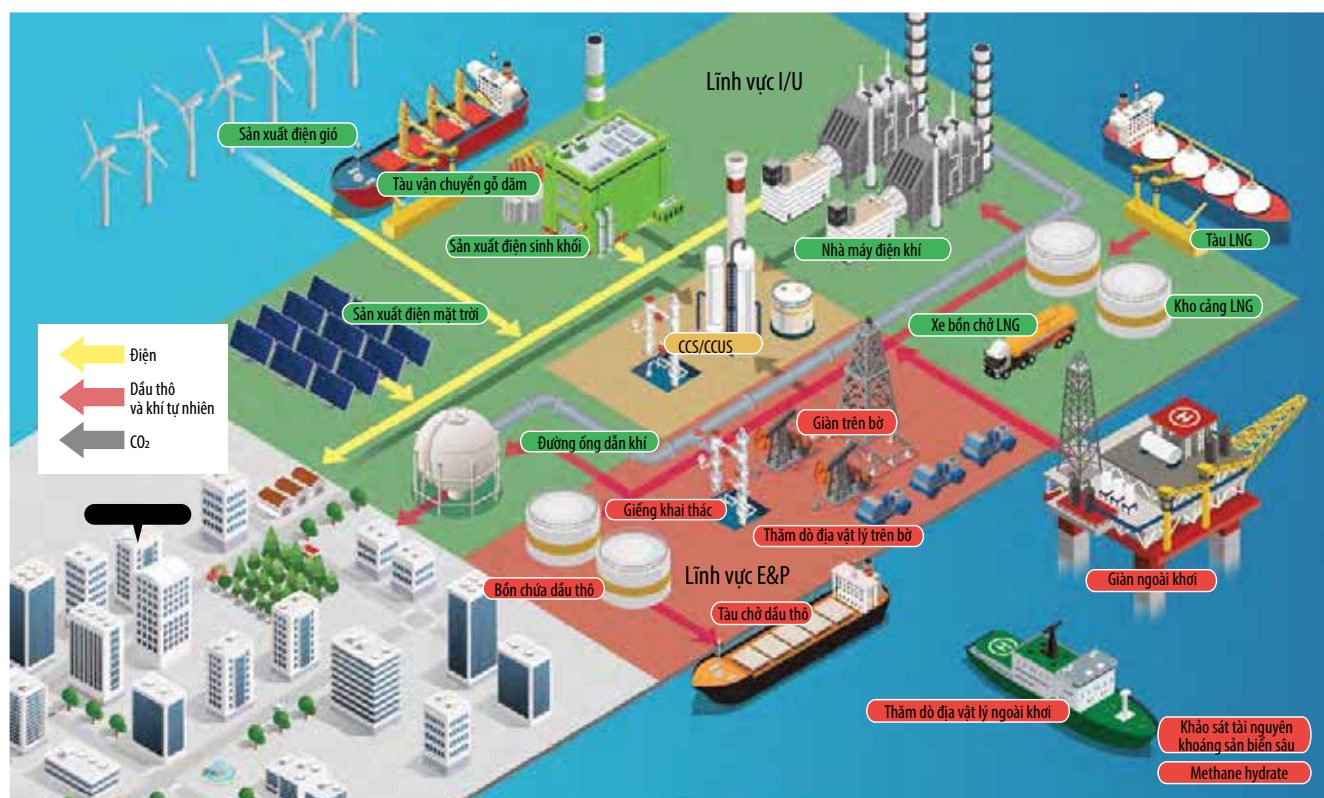 Lĩnh vực I/U
Sản xuất điện gió
Tàu vận chuyển gỗ dăm
Sản xuất điện sinh khối
Nhà máy điện khí
Tàu LNG
Kho cảng LNG
Xe bồn chở LNG
Sản xuất điện mặt trời
CCS/CCUS
Điện
Dầu thô
và khí tự nhiên
CO₂
Đường ống dẫn khí
Giàn trên bờ
Giếng khai thác
Thăm dò địa vật lý trên bờ
Lĩnh vực E&P
Bồn chứa dầu thô
Tàu chở dầu thô
Giàn ngoài khơi
Thăm dò địa vật lý ngoài khơi
Khảo sát tài nguyên
khoáng sản biển sâu
Methane hydrate